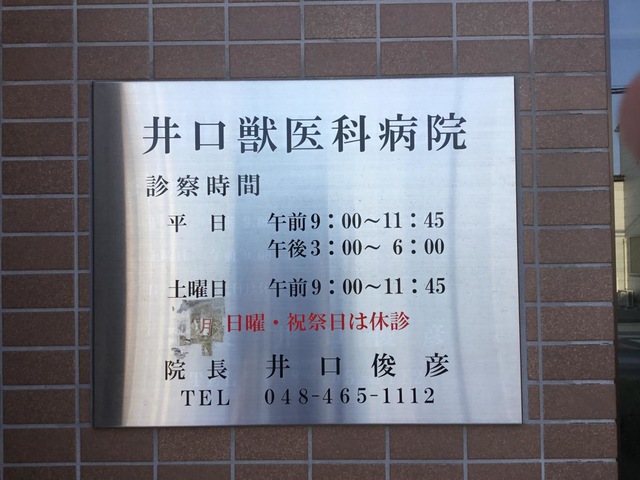 井口獣医科病院
診察時間
平 日 午前9：00～11：45
午後3：00～ 6：00
土曜日 午前9：00～11：45
月 日曜・祝祭日は休診
院 長 井 口 俊 彦
TEL 048-465-1112